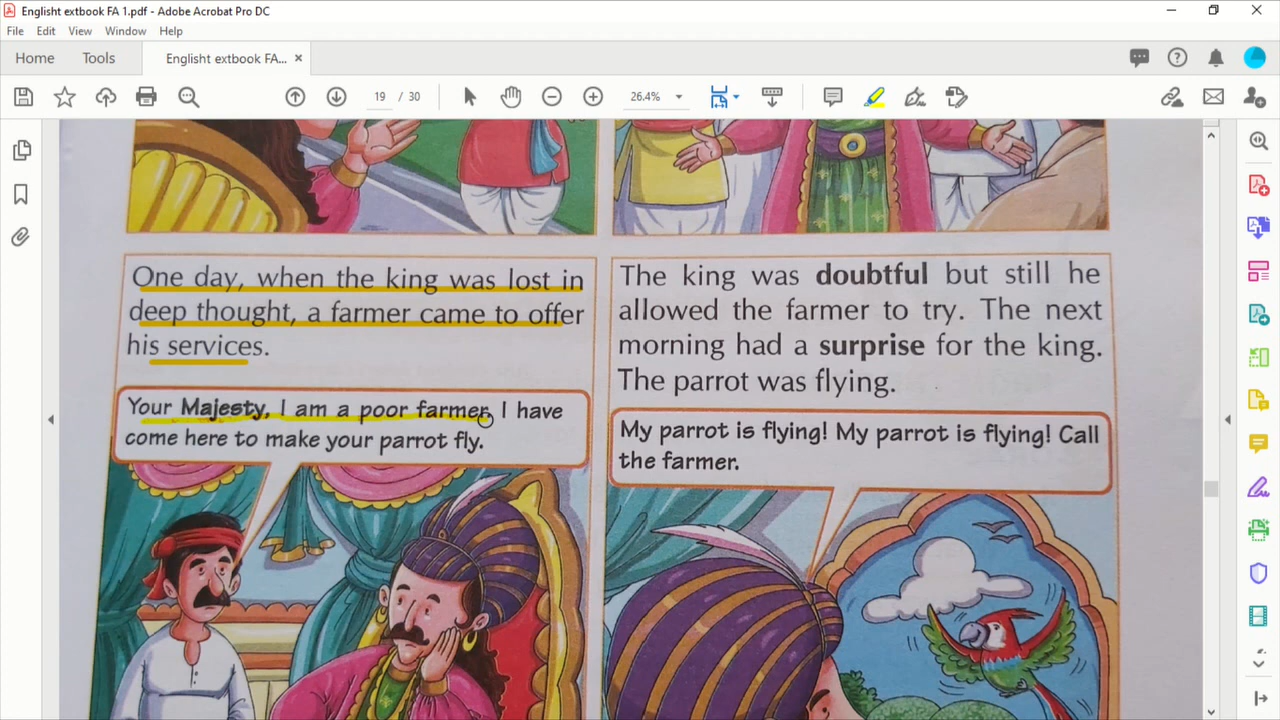 Englisht extbook FA 1.pdf - Adobe Acrobat Pro DC
File Edit View Window Help
Home Tools Englisht extbook FA... ×
19 / 30 26.4%
One day, when the king was lost in
deep thought, a farmer came to offer
his services.
Your Majesty, I am a poor farmer, I have
come here to make your parrot fly.
The king was doubtful but still he
allowed the farmer to try. The next
morning had a surprise for the king.
The parrot was flying.
My parrot is flying! My parrot is flying! Call
the farmer.